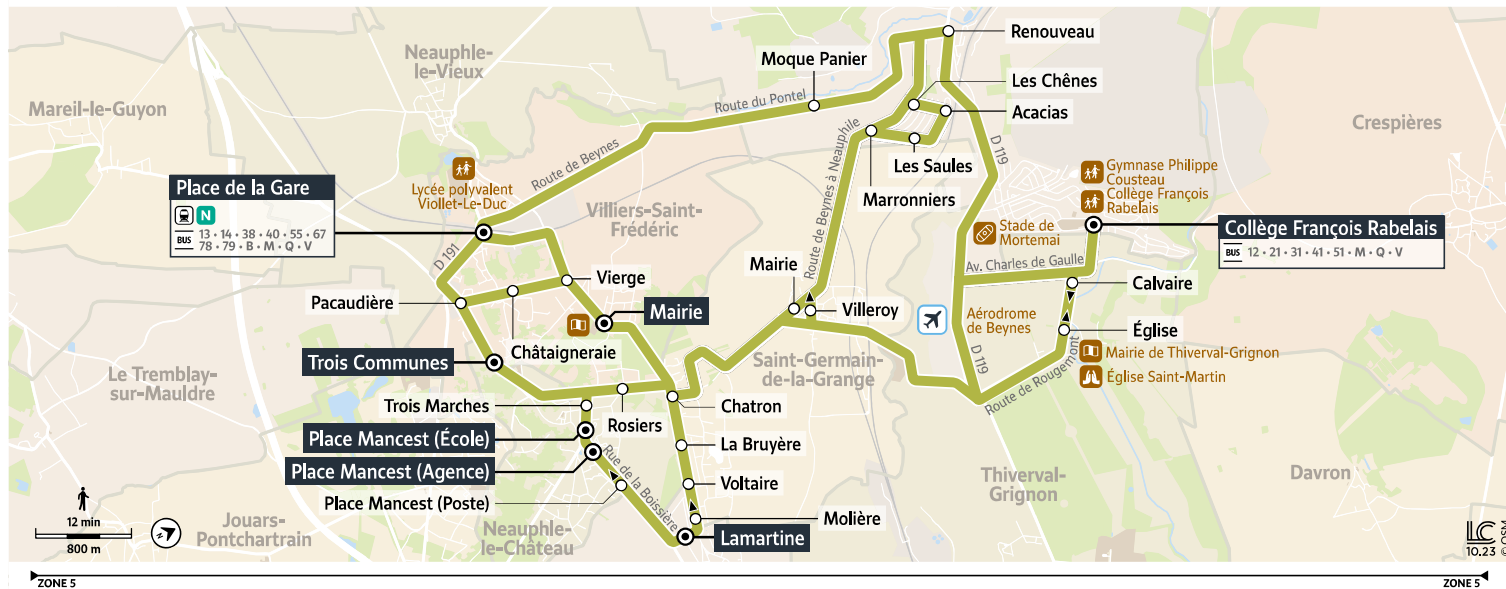 Renouveau
Moque Panier
Neauphle-
le-Vieux
Les Chênes
Route du Pontel
Mareil-le-Guyon
Acacias
Crespières
Route de Beynes à Neauphle
D 119
Les Saules
Route de Beynes
Gymnase Philippe
Cousteau
Collège François
Rabelais
Place de la Gare
N
BUS 13 • 14 • 38 • 40 • 55 • 67
78 • 79 • B • M • Q • V
Lycée polyvalent
Viollet-Le-Duc
Marronniers
Villiers-Saint-
Frédéric
Stade de
Mortemai
Collège François Rabelais
BUS 12 • 21 • 31 • 41 • 51 • M • Q • V
D 191
Av. Charles de Gaulle
Mairie
Vierge
Calvaire
Pacaudière
Villeroy
Mairie
Aérodrome
de Beynes
Église
Châtaigneraie
Mairie de Thiverval-Grignon
Trois Communes
Saint-Germain-
de-la-Grange
D 119
Route de Rougemont
Église Saint-Martin
Le Tremblay-
sur-Mauldre
Trois Marches
Rosiers
Chatron
Place Mancest (École)
La Bruyère
Place Mancest (Agence)
Rue de la Boissière
Thiverval-
Grignon
Davron
Voltaire
Place Mancest (Poste)
12 min
800 m
Jouars-
Pontchartrain
Neauphle-
le-Château
Molière
Lamartine
LC
10.23
© OSM
ZONE 5
ZONE 5